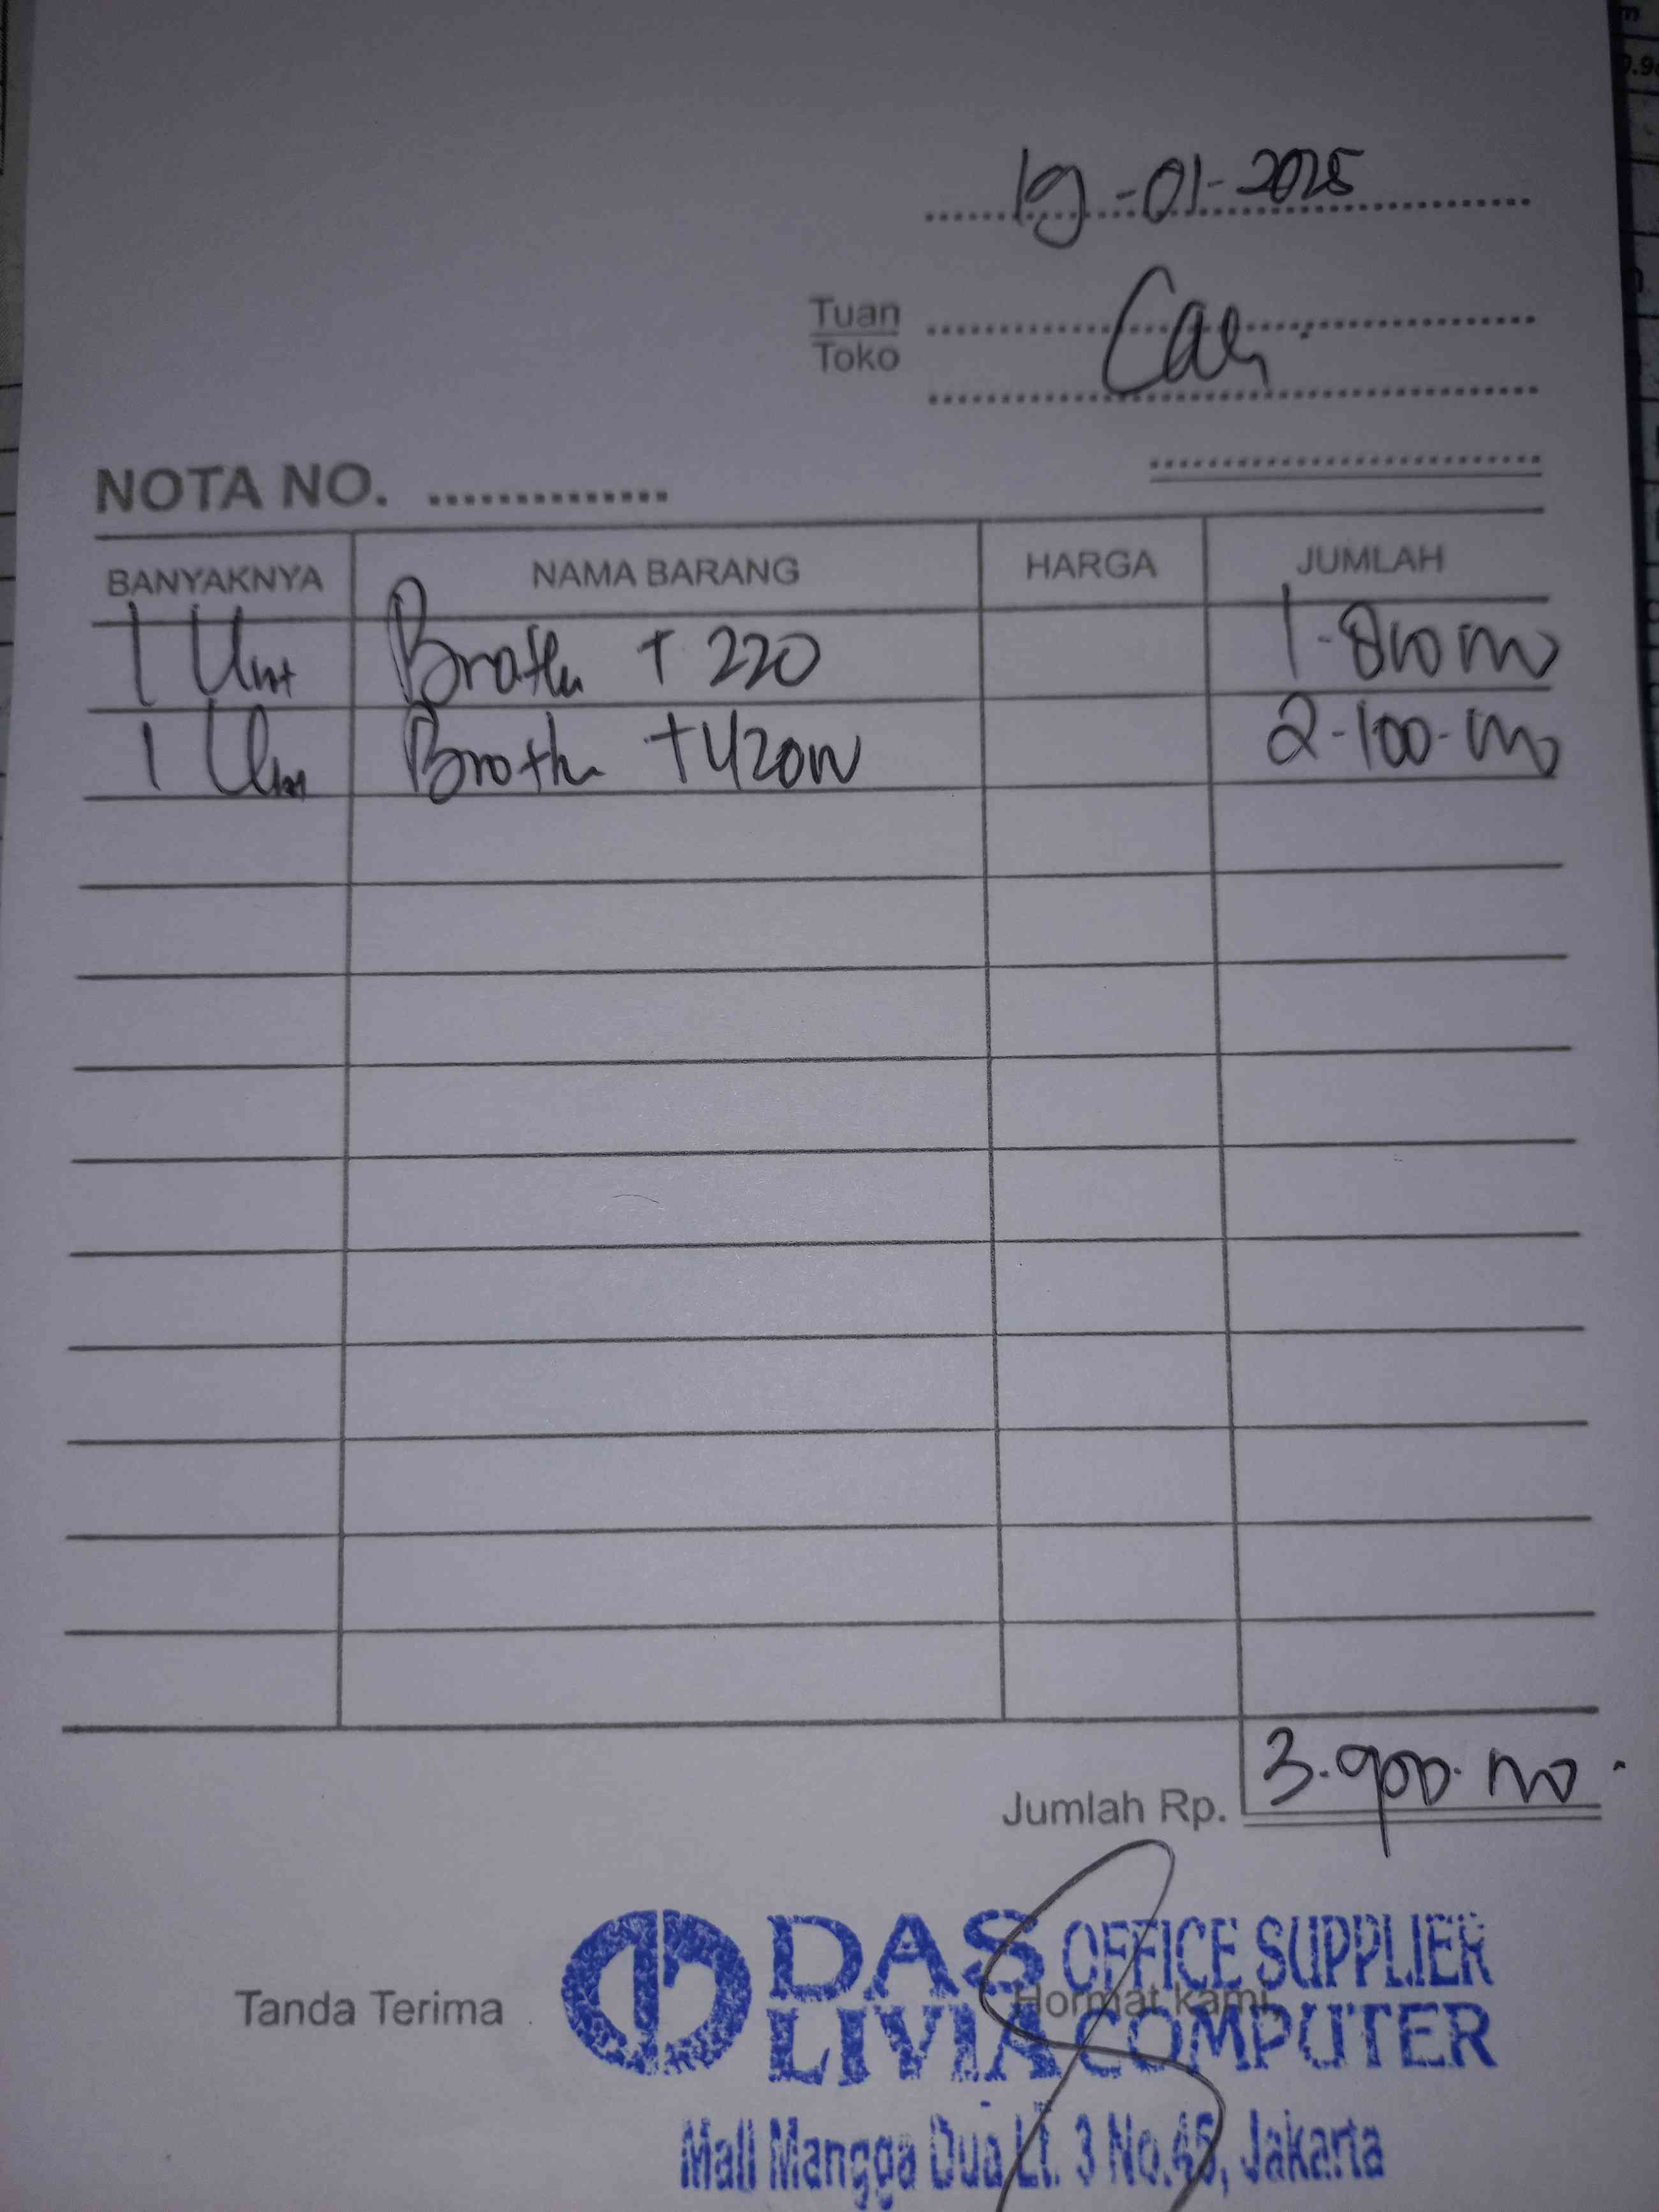 19-01-2025
Tuan
Toko
NOTA NO. ..............
BANYAKNYA NAMA BARANG HARGA JUMLAH
1 Unit Brother T 220 1-800.000
1 Unit Brother T420W 2-100-000
Jumlah Rp. 3.900.000
Tanda Terima Hormat kami,
DAS OFFICE SUPPLIER
LIVIA COMPUTER
Mall Mangga Dua Lt. 3 No.45, Jakarta